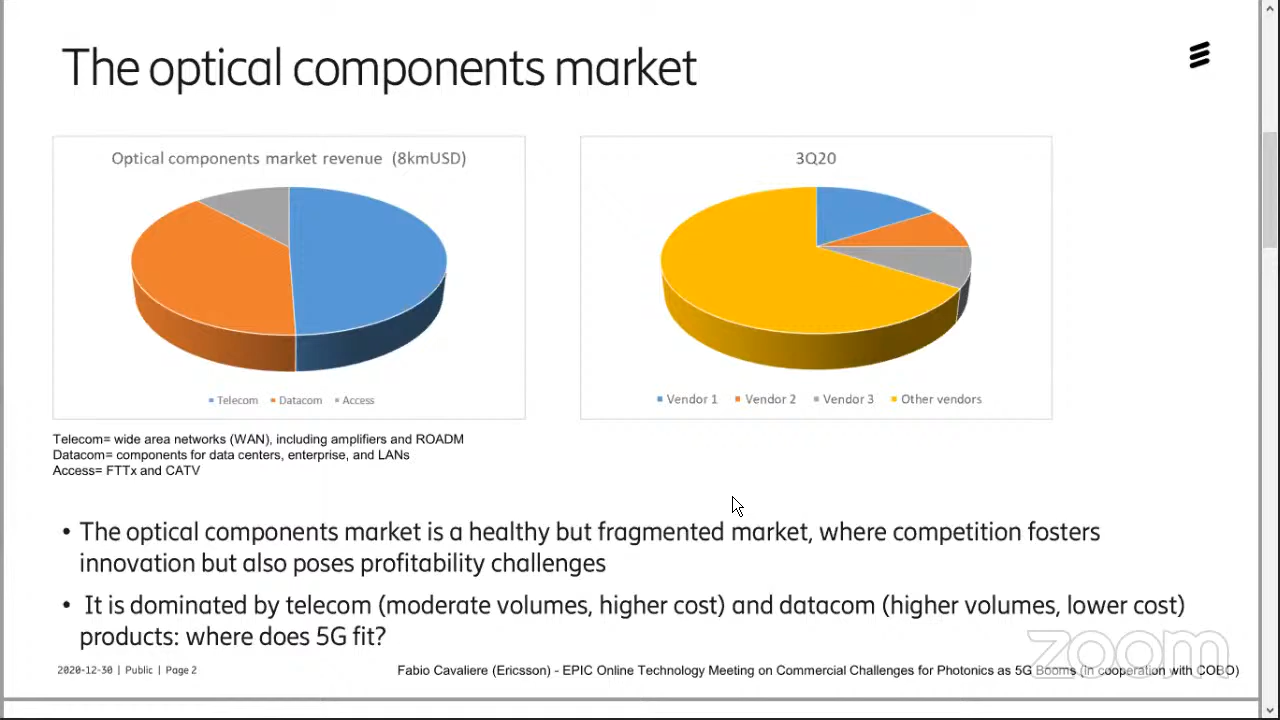 The optical components market
Optical components market revenue (8kmUSD)
Telecom Datacom Access
3Q20
Vendor 1 Vendor 2 Vendor 3 Other vendors
Telecom= wide area networks (WAN), including amplifiers and ROADM
Datacom= components for data centers, enterprise, and LANs
Access= FTTx and CATV
• The optical components market is a healthy but fragmented market, where competition fosters
innovation but also poses profitability challenges
• It is dominated by telecom (moderate volumes, higher cost) and datacom (higher volumes, lower cost)
products: where does 5G fit?
zoom
2020-12-30 | Public | Page 2
Fabio Cavaliere (Ericsson) - EPIC Online Technology Meeting on Commercial Challenges for Photonics as 5G Booms (in cooperation with COBO)